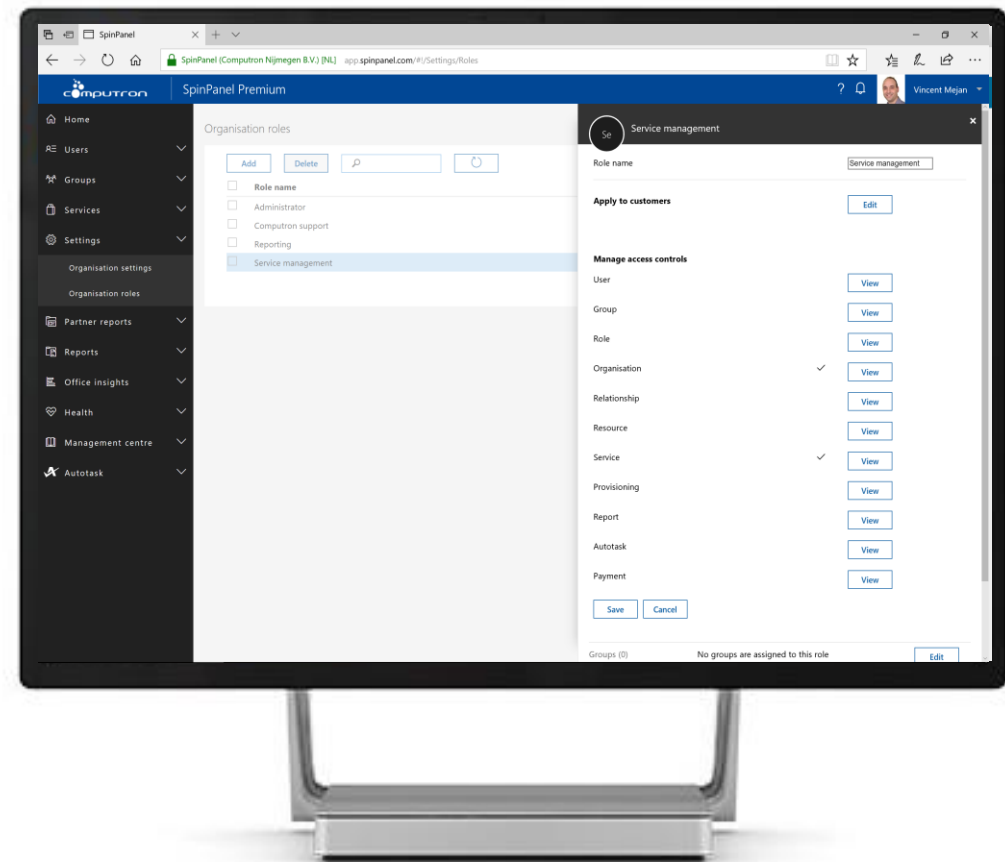 SpinPanel
SpinPanel (Computron Nijmegen B.V.) [NL] app.spinpanel.com/#!/Settings/Roles
computron
SpinPanel Premium
?
Vincent Mejan
Home
Users
Groups
Services
Settings
Organisation settings
Organisation roles
Partner reports
Reports
Office insights
Health
Management centre
Autotask
Organisation roles
Add Delete
Role name
Administrator
Computron support
Reporting
Service management
Se Service management
Role name Service management
Apply to customers Edit
Manage access controls
User View
Group View
Role View
Organisation View
Relationship View
Resource View
Service View
Provisioning View
Report View
Autotask View
Payment View
Save Cancel
Groups (0) No groups are assigned to this role Edit